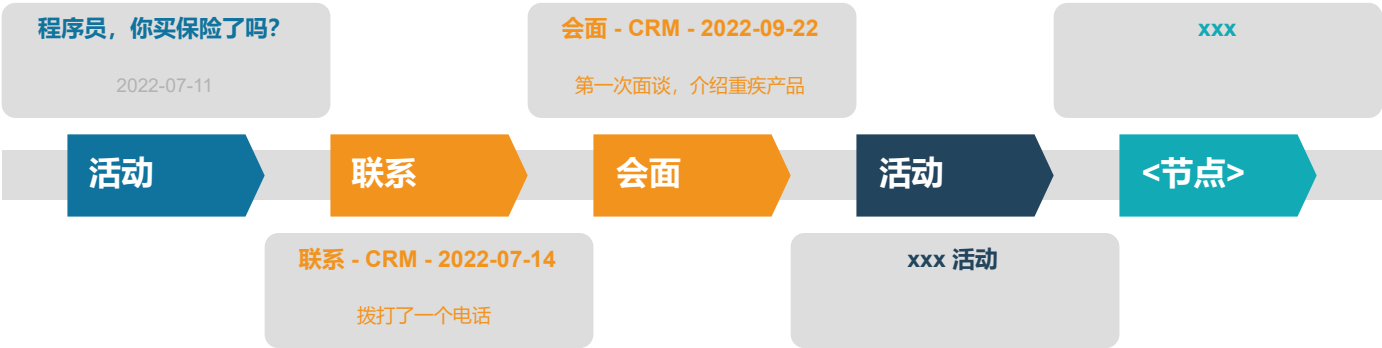 程序员，你买保险了吗？
2022-07-11
会面 - CRM - 2022-09-22
第一次面谈，介绍重疾产品
xxx
活动
联系
会面
活动
<节点>
联系 - CRM - 2022-07-14
拨打了一个电话
xxx 活动